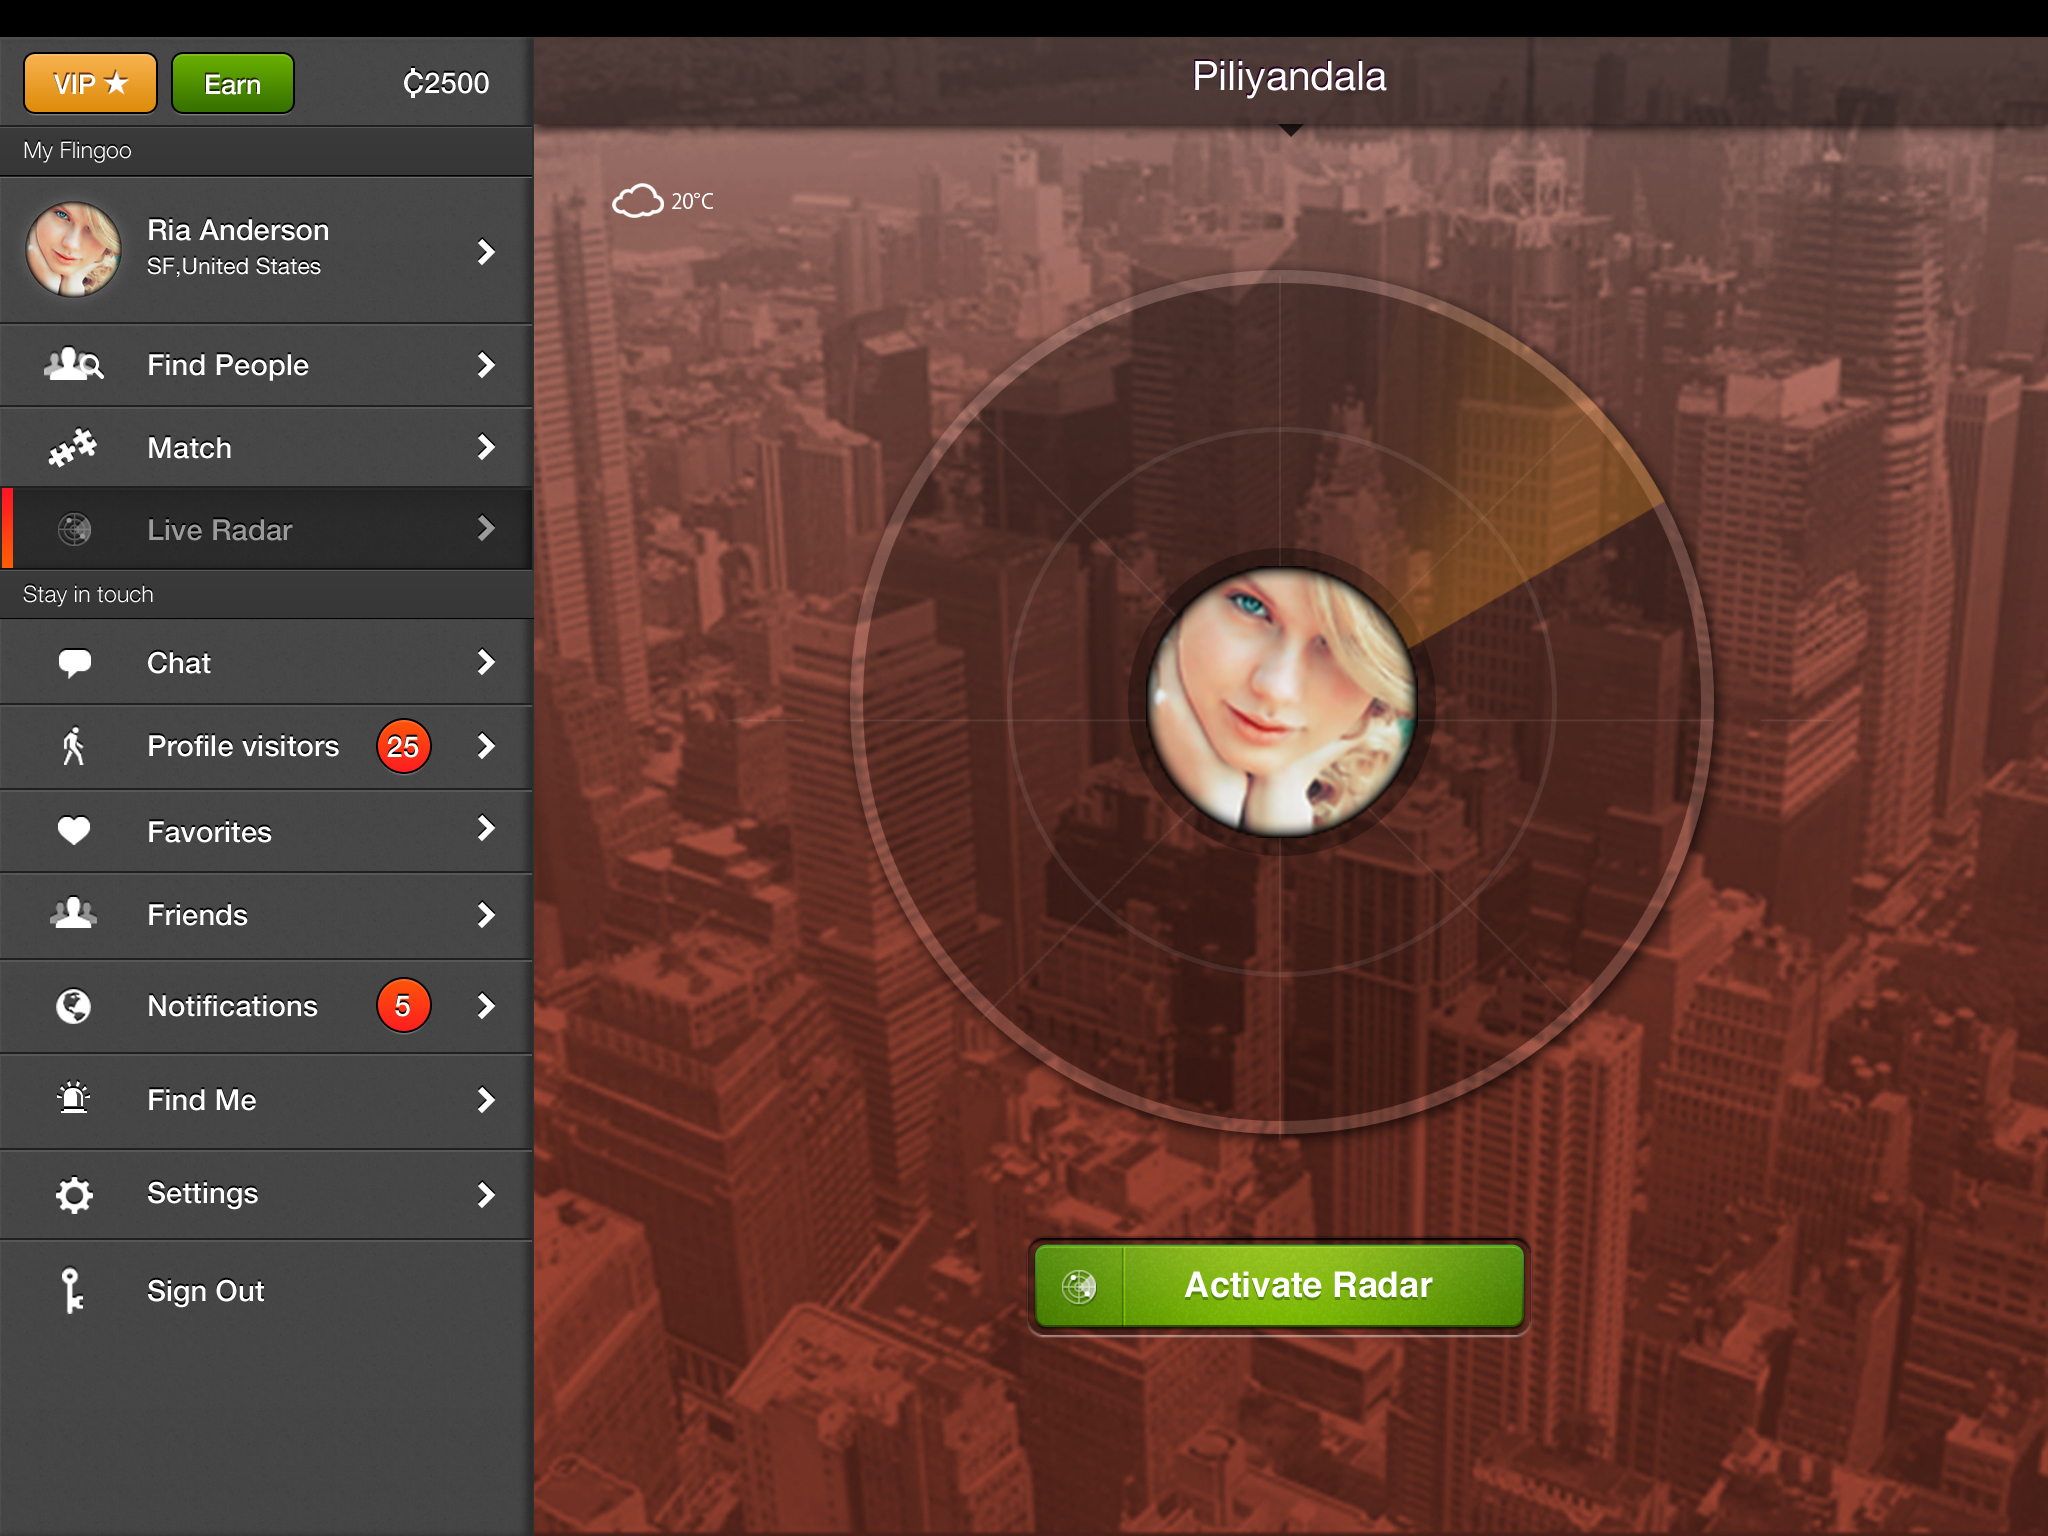 VIP ★
Earn
₵2500
My Flingoo
Ria Anderson
SF,United States
Find People
Match
Live Radar
Stay in touch
Chat
Profile visitors 25
Favorites
Friends
Notifications 5
Find Me
Settings
Sign Out
Piliyandala
20°C
Activate Radar